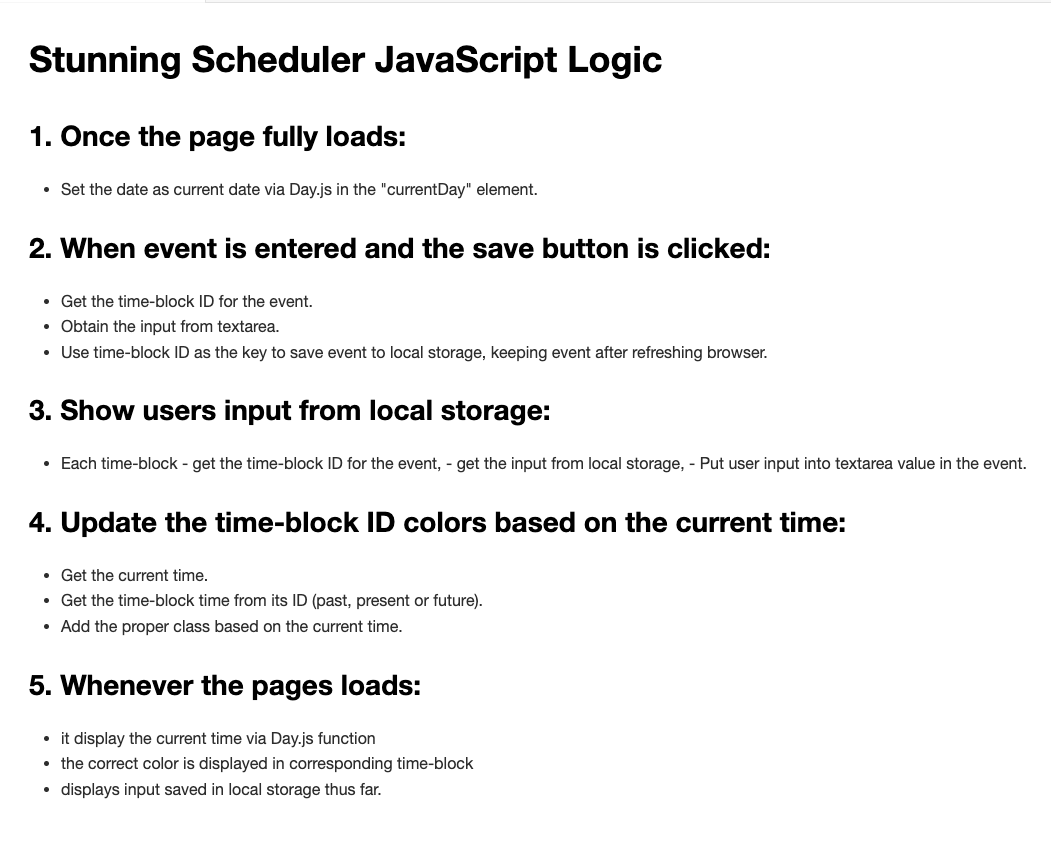 Stunning Scheduler JavaScript Logic
1. Once the page fully loads:
• Set the date as current date via Day.js in the "currentDay" element.
2. When event is entered and the save button is clicked:
• Get the time-block ID for the event.
• Obtain the input from textarea.
• Use time-block ID as the key to save event to local storage, keeping event after refreshing browser.
3. Show users input from local storage:
• Each time-block - get the time-block ID for the event, - get the input from local storage, - Put user input into textarea value in the event.
4. Update the time-block ID colors based on the current time:
• Get the current time.
• Get the time-block time from its ID (past, present or future).
• Add the proper class based on the current time.
5. Whenever the pages loads:
• it display the current time via Day.js function
• the correct color is displayed in corresponding time-block
• displays input saved in local storage thus far.